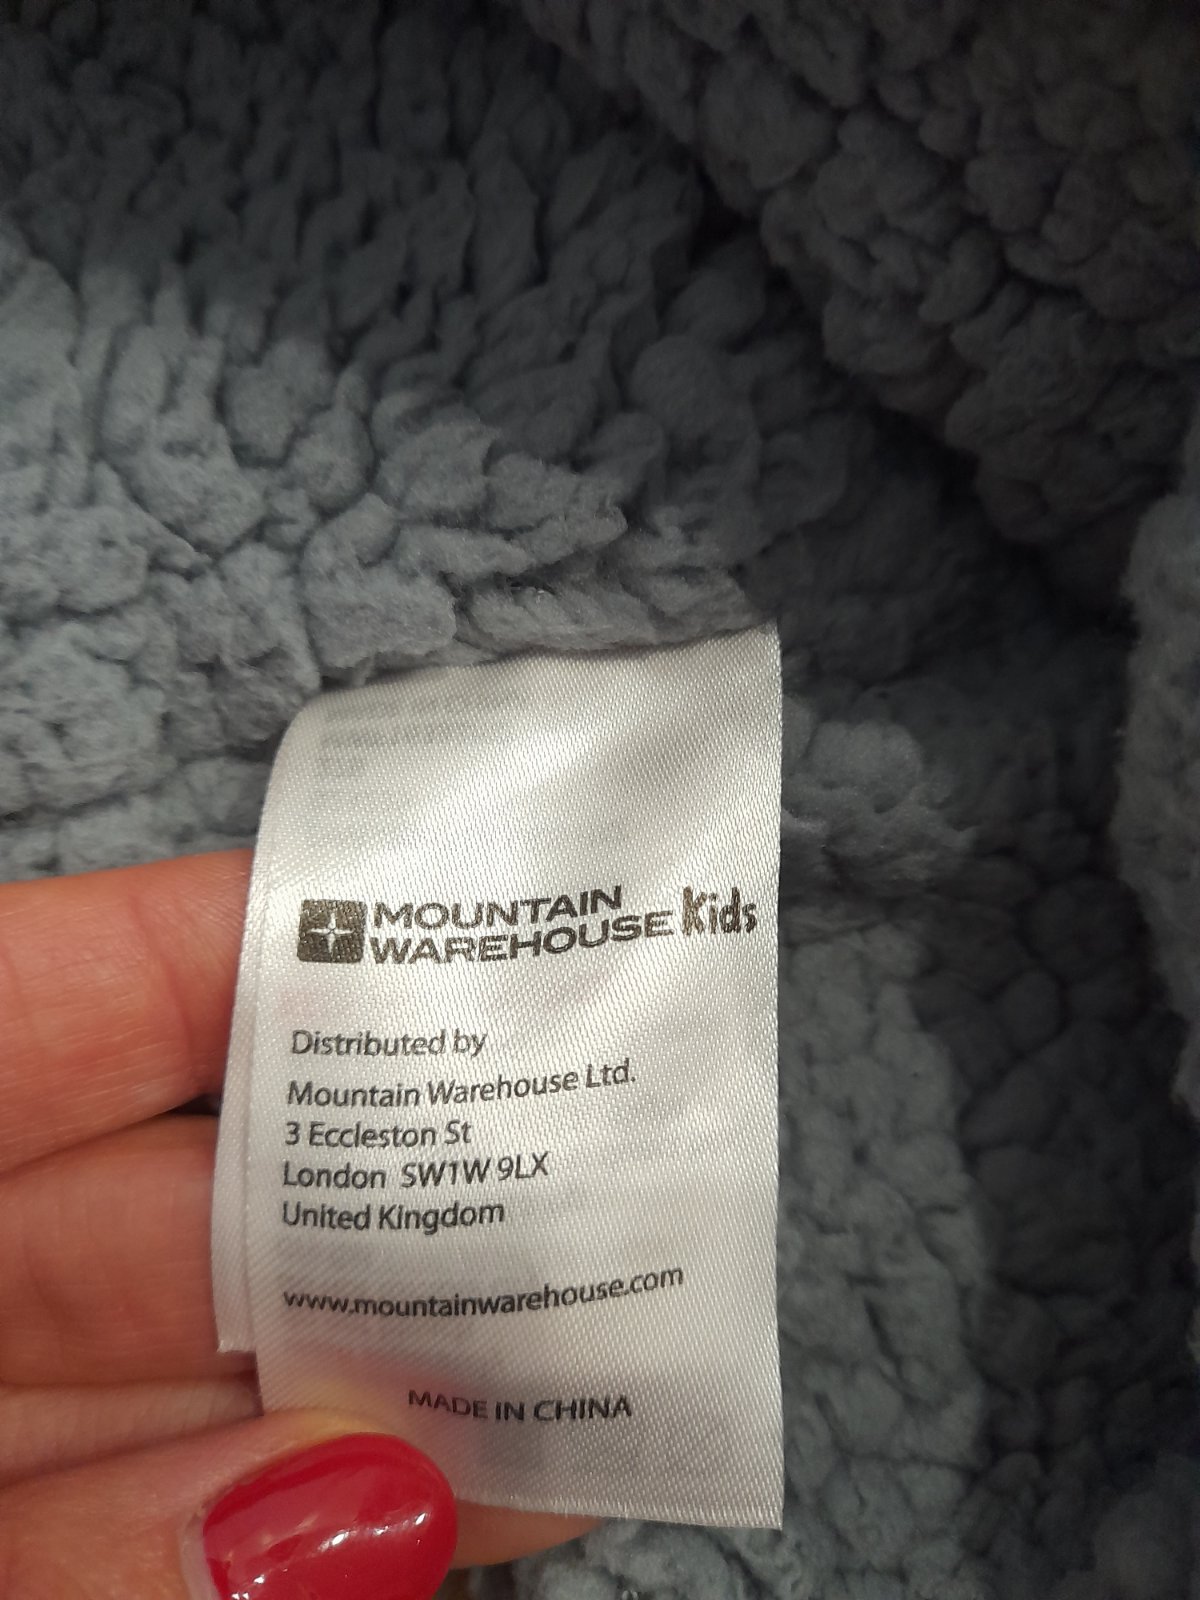 MOUNTAIN
WAREHOUSE Kids
Distributed by
Mountain Warehouse Ltd.
3 Eccleston St
London SW1W 9LX
United Kingdom
www.mountainwarehouse.com
MADE IN CHINA